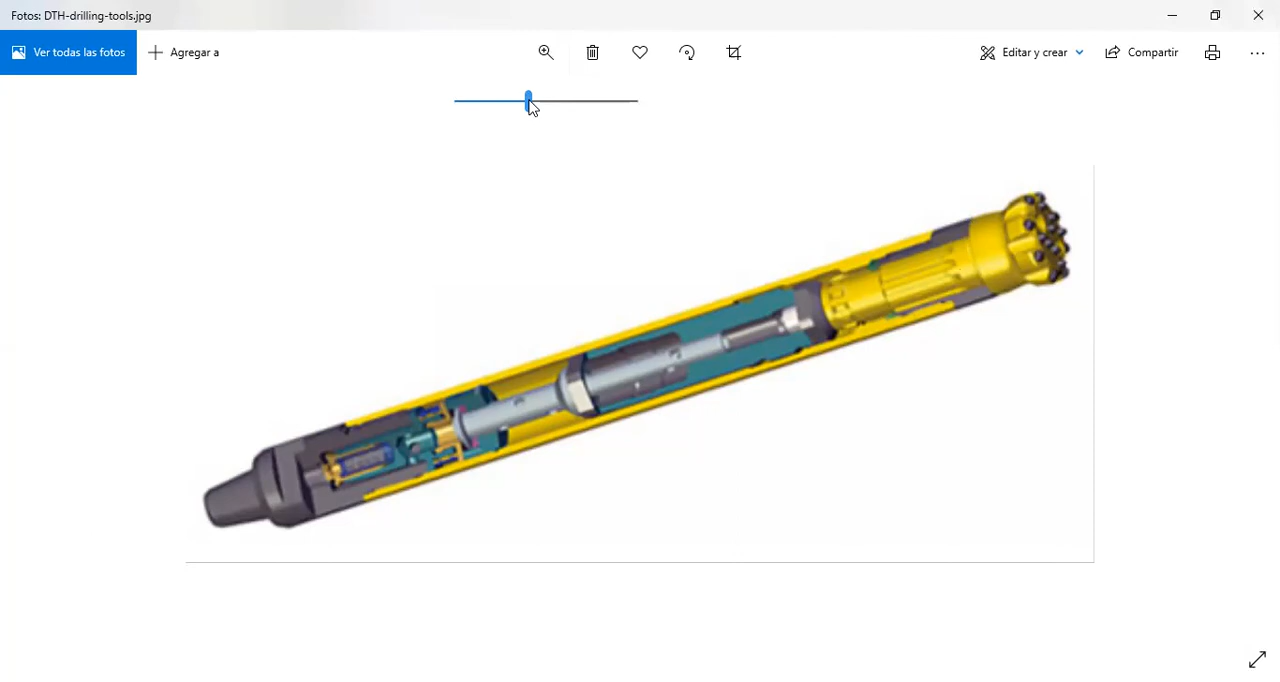 Fotos: DTH-drilling-tools.jpg
Ver todas las fotos
Agregar a
Editar y crear
Compartir